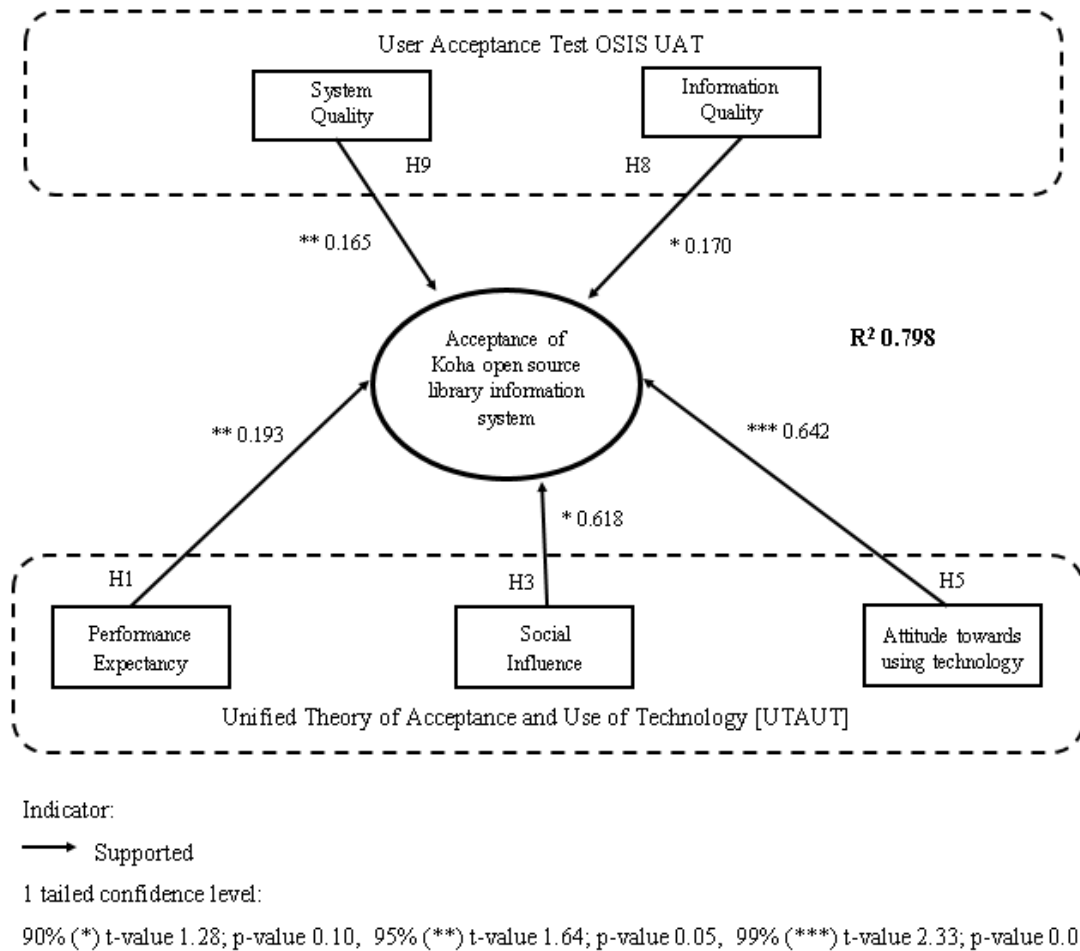 User Acceptance Test OSIS UAT
System
Quality
Information
Quality
H9
H8
** 0.165
* 0.170
Acceptance of
Koha open source
library information
system
R² 0.798
** 0.193
*** 0.642
* 0.618
H1
H3
H5
Performance
Expectancy
Social
Influence
Attitude towards
using technology
Unified Theory of Acceptance and Use of Technology [UTAUT]
Indicator:
Supported
1 tailed confidence level:
90% (*) t-value 1.28; p-value 0.10, 95% (**) t-value 1.64; p-value 0.05, 99% (***) t-value 2.33; p-value 0.0